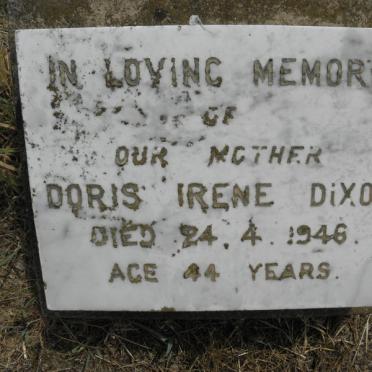 IN LOVING MEMOR
OF
OUR MOTHER
DORIS IRENE DIXO
DIED 24. 4. 1946.
AGE 44 YEARS.